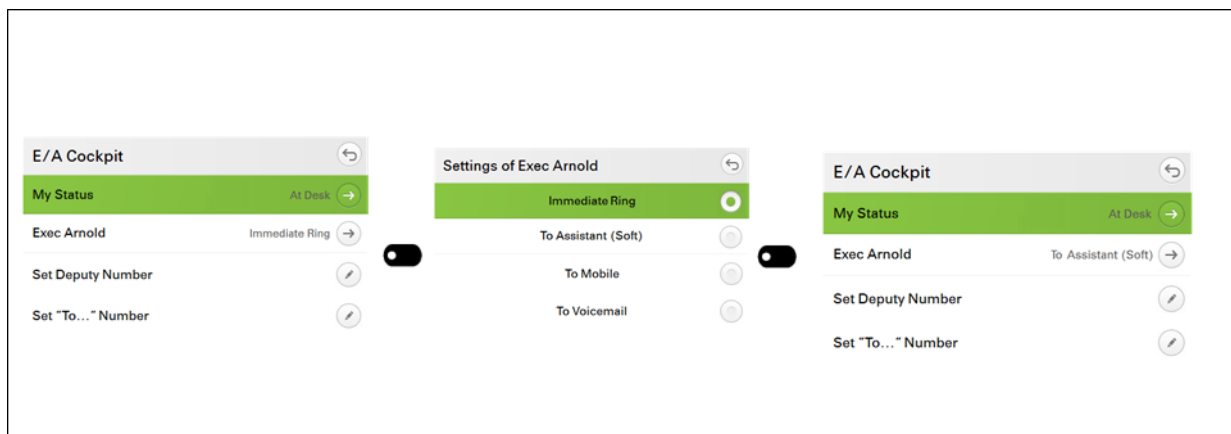 E/A Cockpit
My Status At Desk
Exec Arnold Immediate Ring
Set Deputy Number
Set "To..." Number
Settings of Exec Arnold
Immediate Ring
To Assistant (Soft)
To Mobile
To Voicemail
E/A Cockpit
My Status At Desk
Exec Arnold To Assistant (Soft)
Set Deputy Number
Set "To..." Number